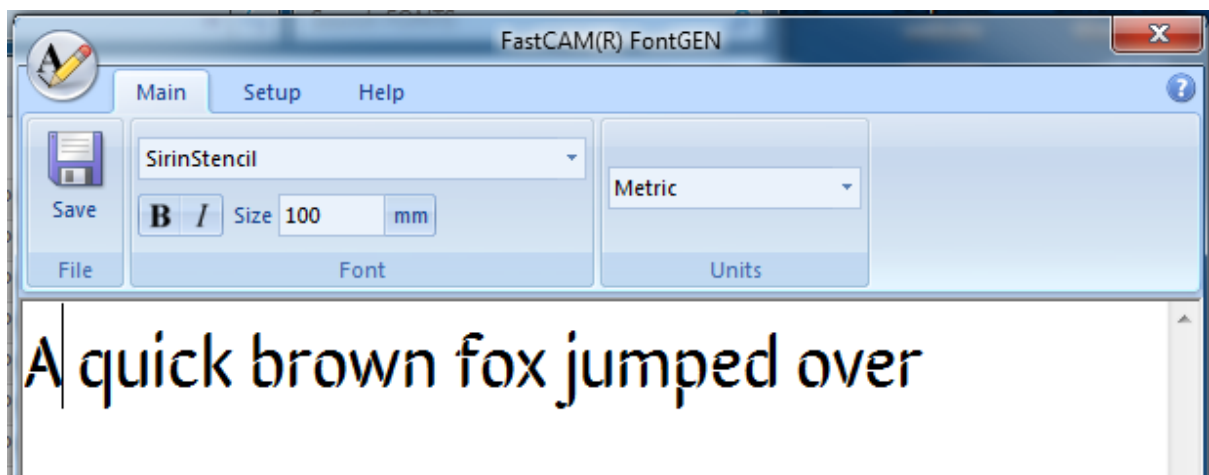 FastCAM(R) FontGEN
Main Setup Help
SirinStencil
Metric
Save
B I Size 100 mm
File Font Units
A quick brown fox jumped over